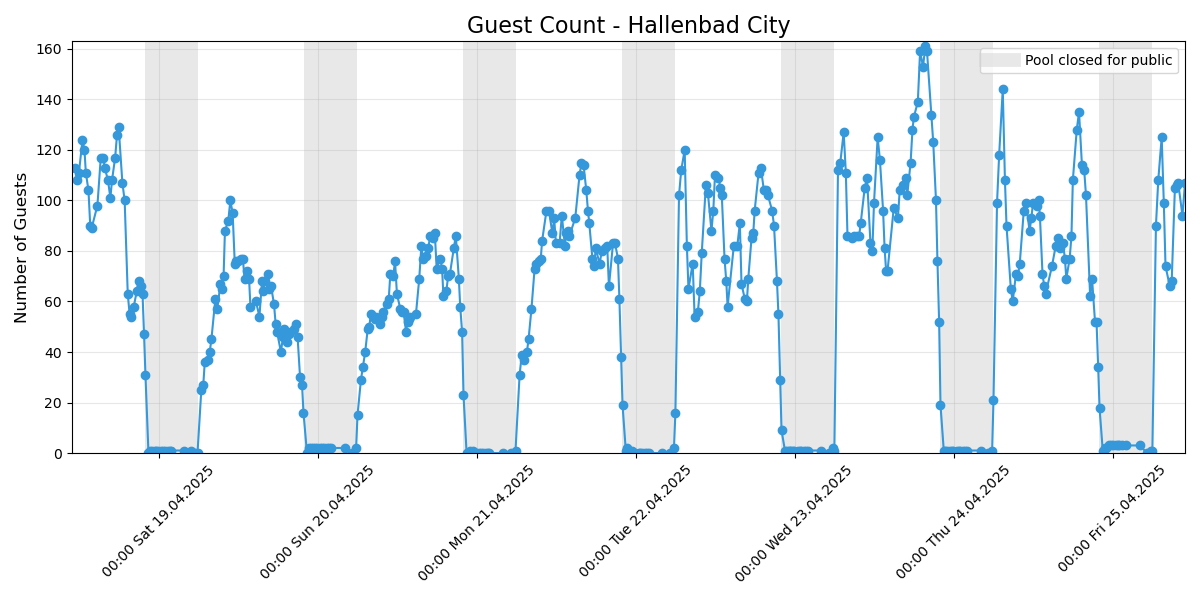 Guest Count - Hallenbad City
Pool closed for public
Number of Guests
160
140
120
100
80
60
40
20
0
00:00 Sat 19.04.2025
00:00 Sun 20.04.2025
00:00 Mon 21.04.2025
00:00 Tue 22.04.2025
00:00 Wed 23.04.2025
00:00 Thu 24.04.2025
00:00 Fri 25.04.2025